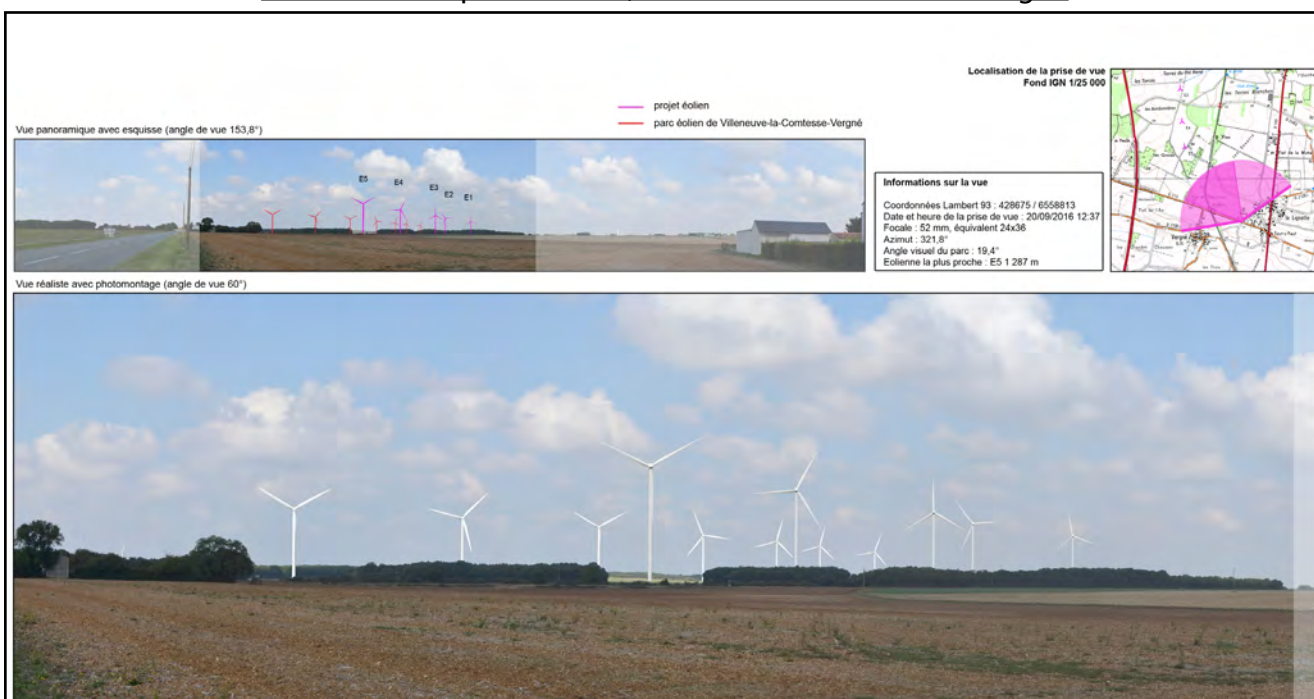 Localisation de la prise de vue
Fond IGN 1/25 000
projet éolien
parc éolien de Villeneuve-la-Comtesse-Vergné
Vue panoramique avec esquisse (angle de vue 153,8°)
E5
E4
E3
E2
E1
Informations sur la vue
Coordonnées Lambert 93 : 428675 / 6558813
Date et heure de la prise de vue : 20/09/2016 12:37
Focale : 52 mm, équivalent 24x36
Azimut : 321,8°
Angle visuel du parc : 19,4°
Eolienne la plus proche : E5 1 287 m
Vue réaliste avec photomontage (angle de vue 60°)